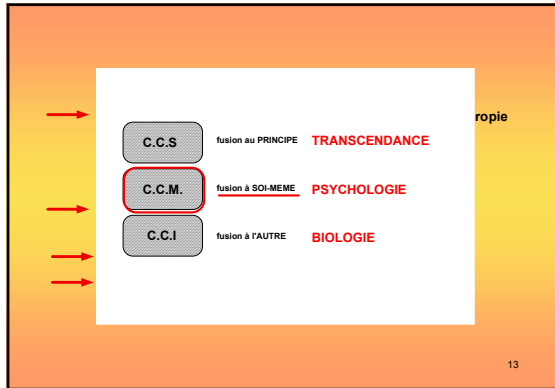 ropie
C.C.S fusion au PRINCIPE TRANSCENDANCE
C.C.M. fusion à SOI-MEME PSYCHOLOGIE
C.C.I fusion à l'AUTRE BIOLOGIE
13